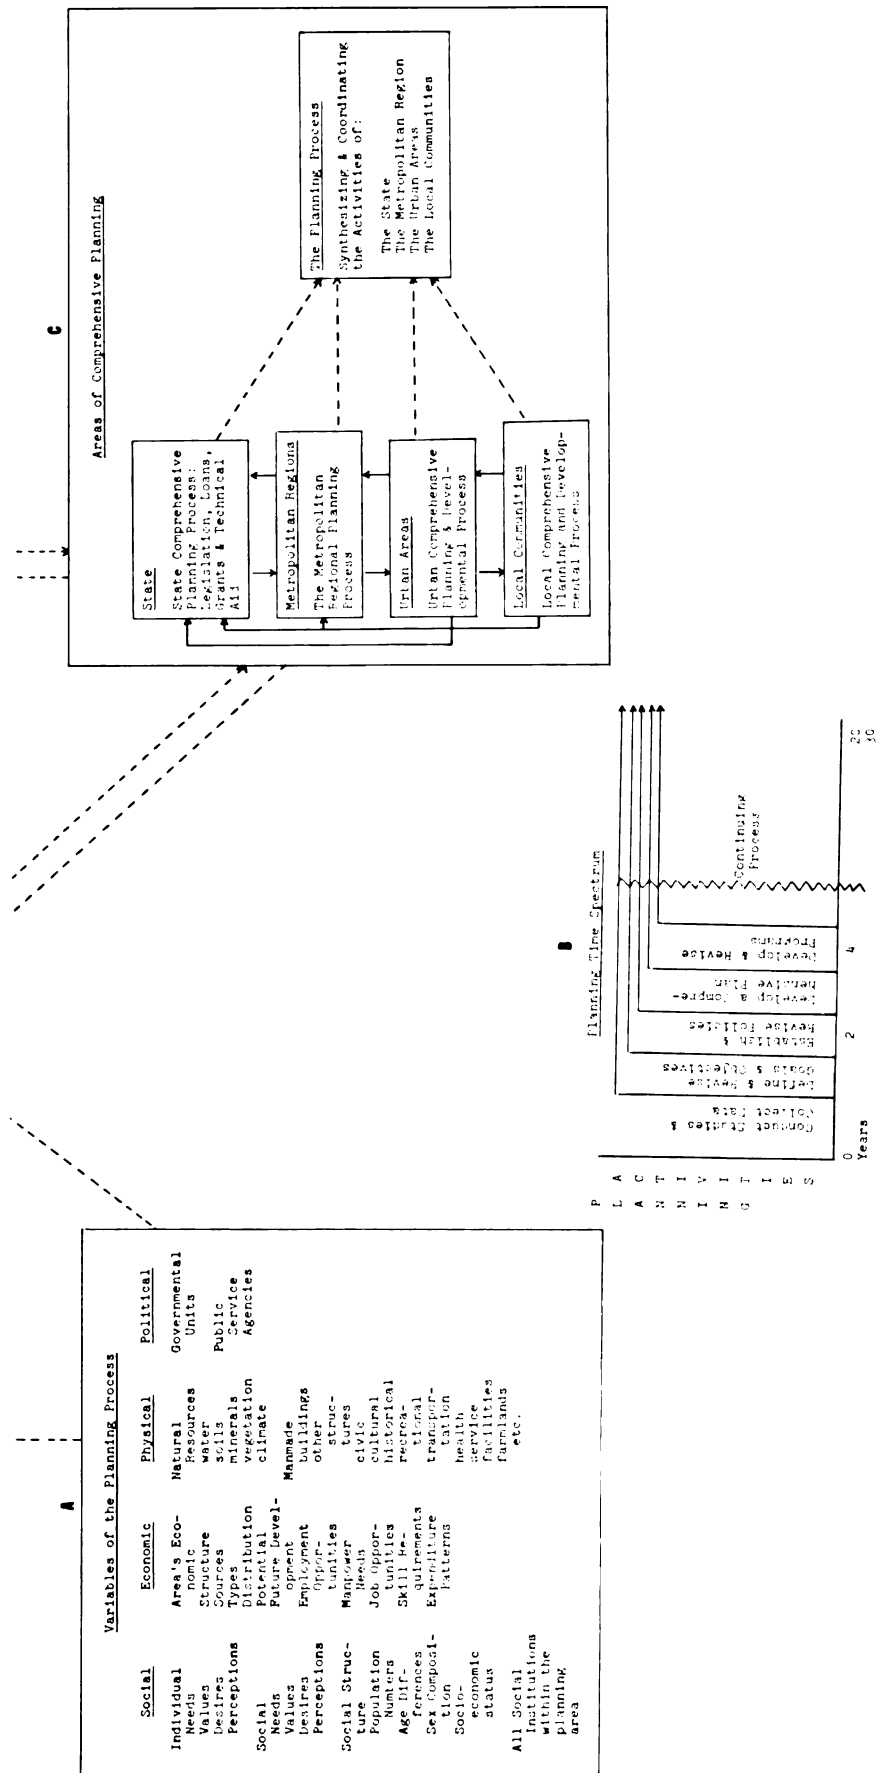 A
Variables of the Planning Process
Social
Individual
Needs
Values
Desires
Perceptions
Social
Needs
Values
Desires
Perceptions
Social Struc-
ture
Population
Numbers
Age Dif-
ferences
Sex Composi-
tion
Socio-
economic
status
All Social
Institutions
within the
planning
area
Economic
Area's Eco-
nomic
Structure
Sources
Types
Distribution
Potential
Future Devel-
opment
Employment
Oppor-
tunities
Manpower
Needs
Job Oppor-
tunities
Skill Re-
quirements
Expenditure
Patterns
Physical
Natural
Resources
water
soils
minerals
vegetation
climate
Manmade
buildings
other
struc-
tures
civic
cultural
historical
recrea-
tional
transpor-
tation
health
service
facilities
farmlands
etc.
Political
Governmental
Units
Public
Service
Agencies
B
Planning Time Spectrum
PLANNING
ACTIVITIES
Conduct Studies &
Collect Data
Define & Revise
Goals & Objectives
Establish &
Revise Policies
Develop a Compre-
hensive Plan
Develop & Revise
Programs
Continuing
Process
0 2 4 20
Years 30
C
Areas of Comprehensive Planning
State
State Comprehensive
Planning Process:
Legislation, Loans,
Grants & Technical
Aid
Metropolitan Regions
The Metropolitan
Regional Planning
Process
Urban Areas
Urban Comprehensive
Planning & Devel-
opmental Process
Local Communities
Local Comprehensive
Planning and Develop-
mental Process
The Planning Process
Synthesizing & Coordinating
the Activities of:
The State
The Metropolitan Region
The Urban Areas
The Local Communities